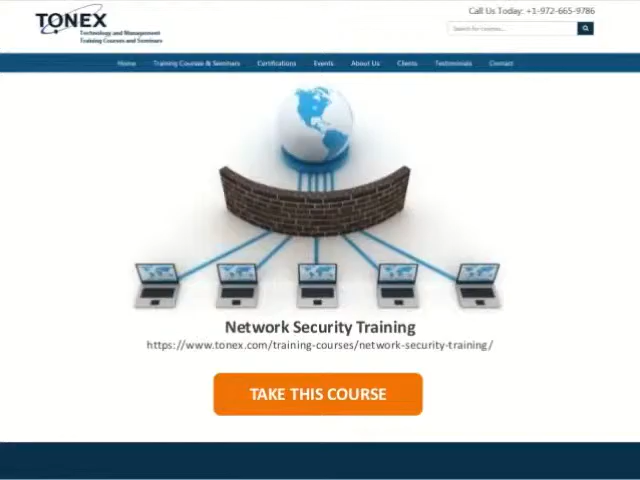 TONEX
Technology and Management
Training Courses and Seminars
Call Us Today: +1-972-665-9786
Search for courses...
Home Training Courses & Seminars Certifications Events About Us Clients Testimonials Contact
Network Security Training
https://www.tonex.com/training-courses/network-security-training/
TAKE THIS COURSE